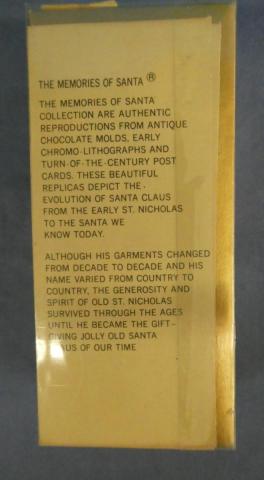 THE MEMORIES OF SANTA ®
THE MEMORIES OF SANTA
COLLECTION ARE AUTHENTIC
REPRODUCTIONS FROM ANTIQUE
CHOCOLATE MOLDS, EARLY
CHROMO-LITHOGRAPHS AND
TURN-OF-THE-CENTURY POST
CARDS. THESE BEAUTIFUL
REPLICAS DEPICT THE
EVOLUTION OF SANTA CLAUS
FROM THE EARLY ST. NICHOLAS
TO THE SANTA WE
KNOW TODAY.
ALTHOUGH HIS GARMENTS CHANGED
FROM DECADE TO DECADE AND HIS
NAME VARIED FROM COUNTRY TO
COUNTRY, THE GENEROSITY AND
SPIRIT OF OLD ST. NICHOLAS
SURVIVED THROUGH THE AGES
UNTIL HE BECAME THE GIFT-
GIVING JOLLY OLD SANTA
CLAUS OF OUR TIME